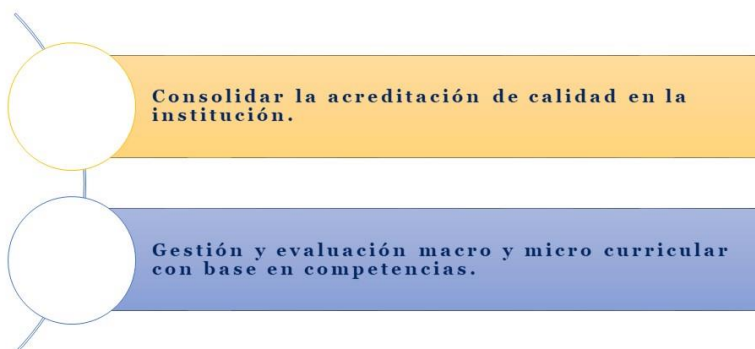 Consolidar la acreditación de calidad en la
institución.
Gestión y evaluación macro y micro curricular
con base en competencias.